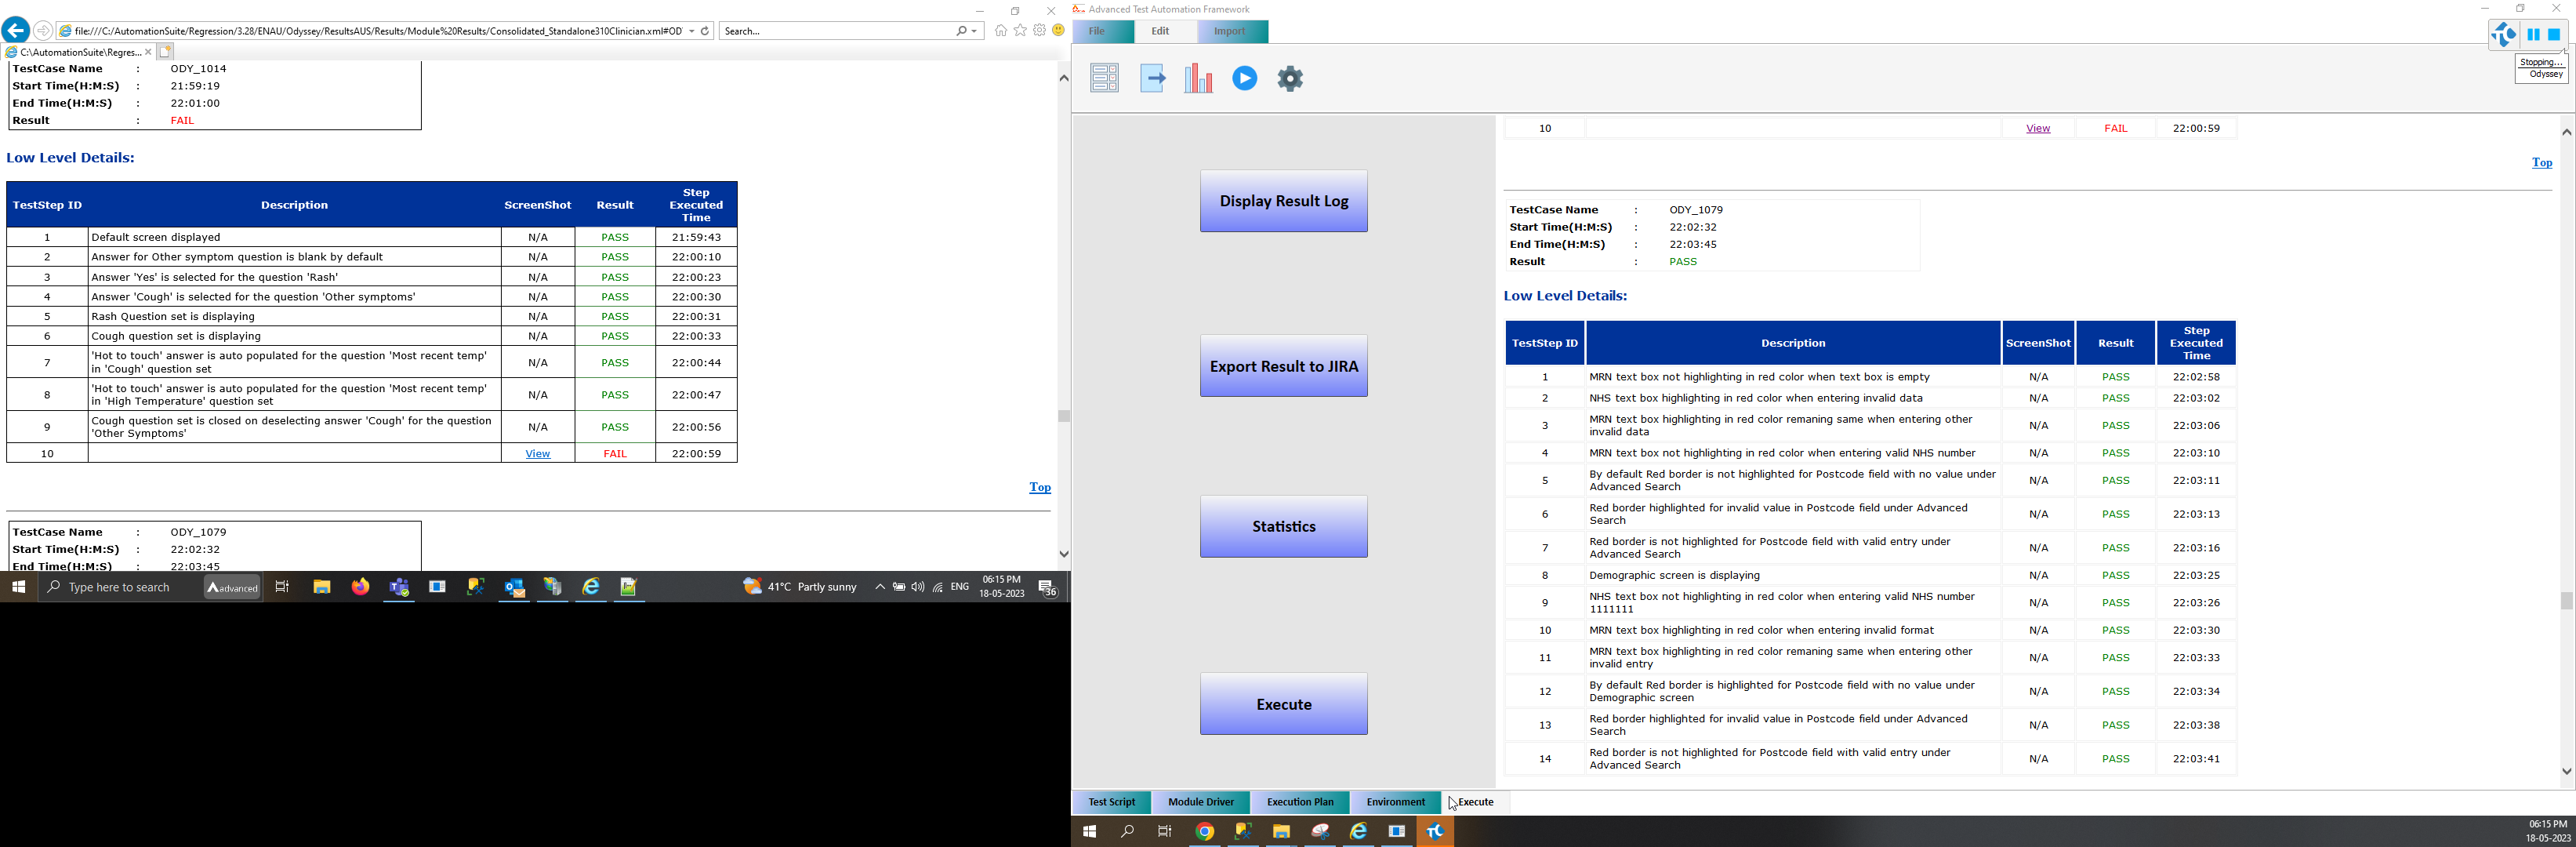 file:///C:/AutomationSuite/Regression/3.28/ENAU/Odyssey/ResultsAUS/Results/Module%20Results/Consolidated_Standalone310Clinician.xml#OD
Search...
C:\AutomationSuite\Regres...
TestCase Name : ODY_1014
Start Time(H:M:S) : 21:59:19
End Time(H:M:S) : 22:01:00
Result : FAIL
Low Level Details:
TestStep ID Description ScreenShot Result Step Executed Time
1 Default screen displayed N/A PASS 21:59:43
2 Answer for Other symptom question is blank by default N/A PASS 22:00:10
3 Answer 'Yes' is selected for the question 'Rash' N/A PASS 22:00:23
4 Answer 'Cough' is selected for the question 'Other symptoms' N/A PASS 22:00:30
5 Rash Question set is displaying N/A PASS 22:00:31
6 Cough question set is displaying N/A PASS 22:00:33
7 'Hot to touch' answer is auto populated for the question 'Most recent temp' in 'Cough' question set N/A PASS 22:00:44
8 'Hot to touch' answer is auto populated for the question 'Most recent temp' in 'High Temperature' question set N/A PASS 22:00:47
9 Cough question set is closed on deselecting answer 'Cough' for the question 'Other Symptoms' N/A PASS 22:00:56
10 View FAIL 22:00:59
Top
TestCase Name : ODY_1079
Start Time(H:M:S) : 22:02:32
End Time(H:M:S) : 22:03:45
Type here to search
advanced
41°C Partly sunny
ENG
06:15 PM
18-05-2023
36
Advanced Test Automation Framework
File
Edit
Import
Stopping...
Odyssey
Display Result Log
Export Result to JIRA
Statistics
Execute
10 View FAIL 22:00:59
Top
TestCase Name : ODY_1079
Start Time(H:M:S) : 22:02:32
End Time(H:M:S) : 22:03:45
Result : PASS
Low Level Details:
TestStep ID Description ScreenShot Result Step Executed Time
1 MRN text box not highlighting in red color when text box is empty N/A PASS 22:02:58
2 NHS text box highlighting in red color when entering invalid data N/A PASS 22:03:02
3 MRN text box highlighting in red color remaning same when entering other invalid data N/A PASS 22:03:06
4 MRN text box not highlighting in red color when entering valid NHS number N/A PASS 22:03:10
5 By default Red border is not highlighted for Postcode field with no value under Advanced Search N/A PASS 22:03:11
6 Red border highlighted for invalid value in Postcode field under Advanced Search N/A PASS 22:03:13
7 Red border is not highlighted for Postcode field with valid entry under Advanced Search N/A PASS 22:03:16
8 Demographic screen is displaying N/A PASS 22:03:25
9 NHS text box not highlighting in red color when entering valid NHS number 1111111 N/A PASS 22:03:26
10 MRN text box highlighting in red color when entering invalid format N/A PASS 22:03:30
11 MRN text box highlighting in red color remaning same when entering other invalid entry N/A PASS 22:03:33
12 By default Red border is highlighted for Postcode field with no value under Demographic screen N/A PASS 22:03:34
13 Red border highlighted for invalid value in Postcode field under Advanced Search N/A PASS 22:03:38
14 Red border is not highlighted for Postcode field with valid entry under Advanced Search N/A PASS 22:03:41
Test Script
Module Driver
Execution Plan
Environment
Execute
06:15 PM
18-05-2023